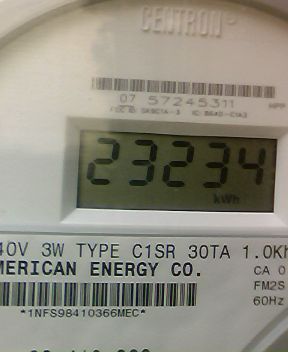 CENTRON
07 57245311
23234
kWh
40V 3W TYPE C1SR 30TA 1.0Kh
MERICAN ENERGY CO.
CA 0
FM2S
60Hz
*1NFS98410366MEC*